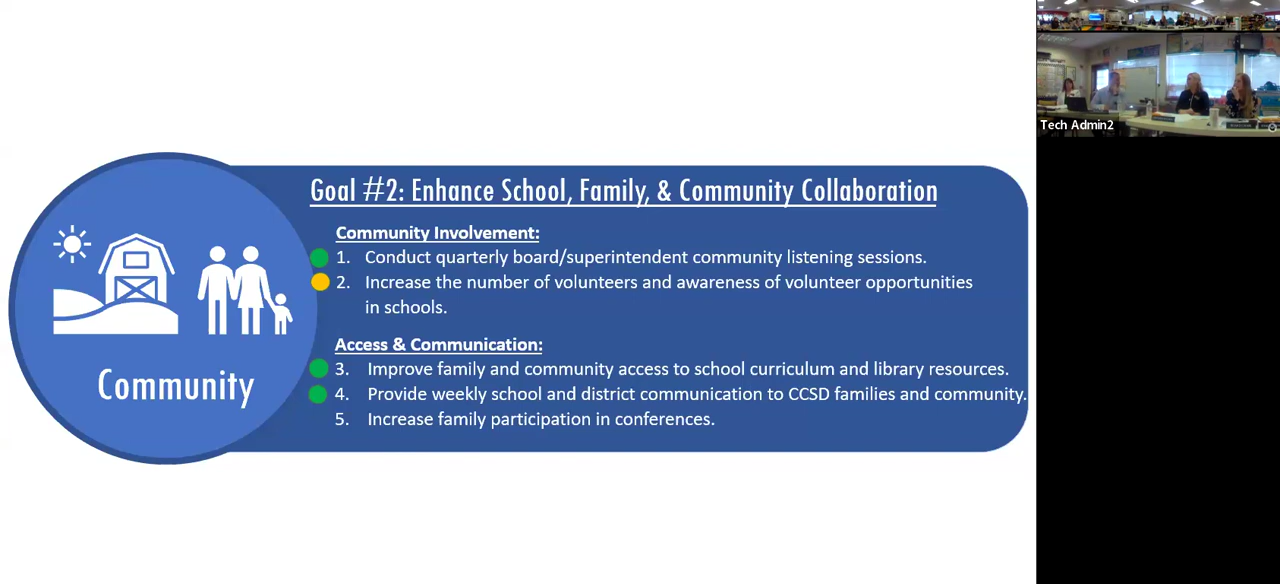 Goal #2: Enhance School, Family, & Community Collaboration
Community Involvement:
1. Conduct quarterly board/superintendent community listening sessions.
2. Increase the number of volunteers and awareness of volunteer opportunities
in schools.
Access & Communication:
3. Improve family and community access to school curriculum and library resources.
4. Provide weekly school and district communication to CCSD families and community.
5. Increase family participation in conferences.
Community
Tech Admin2